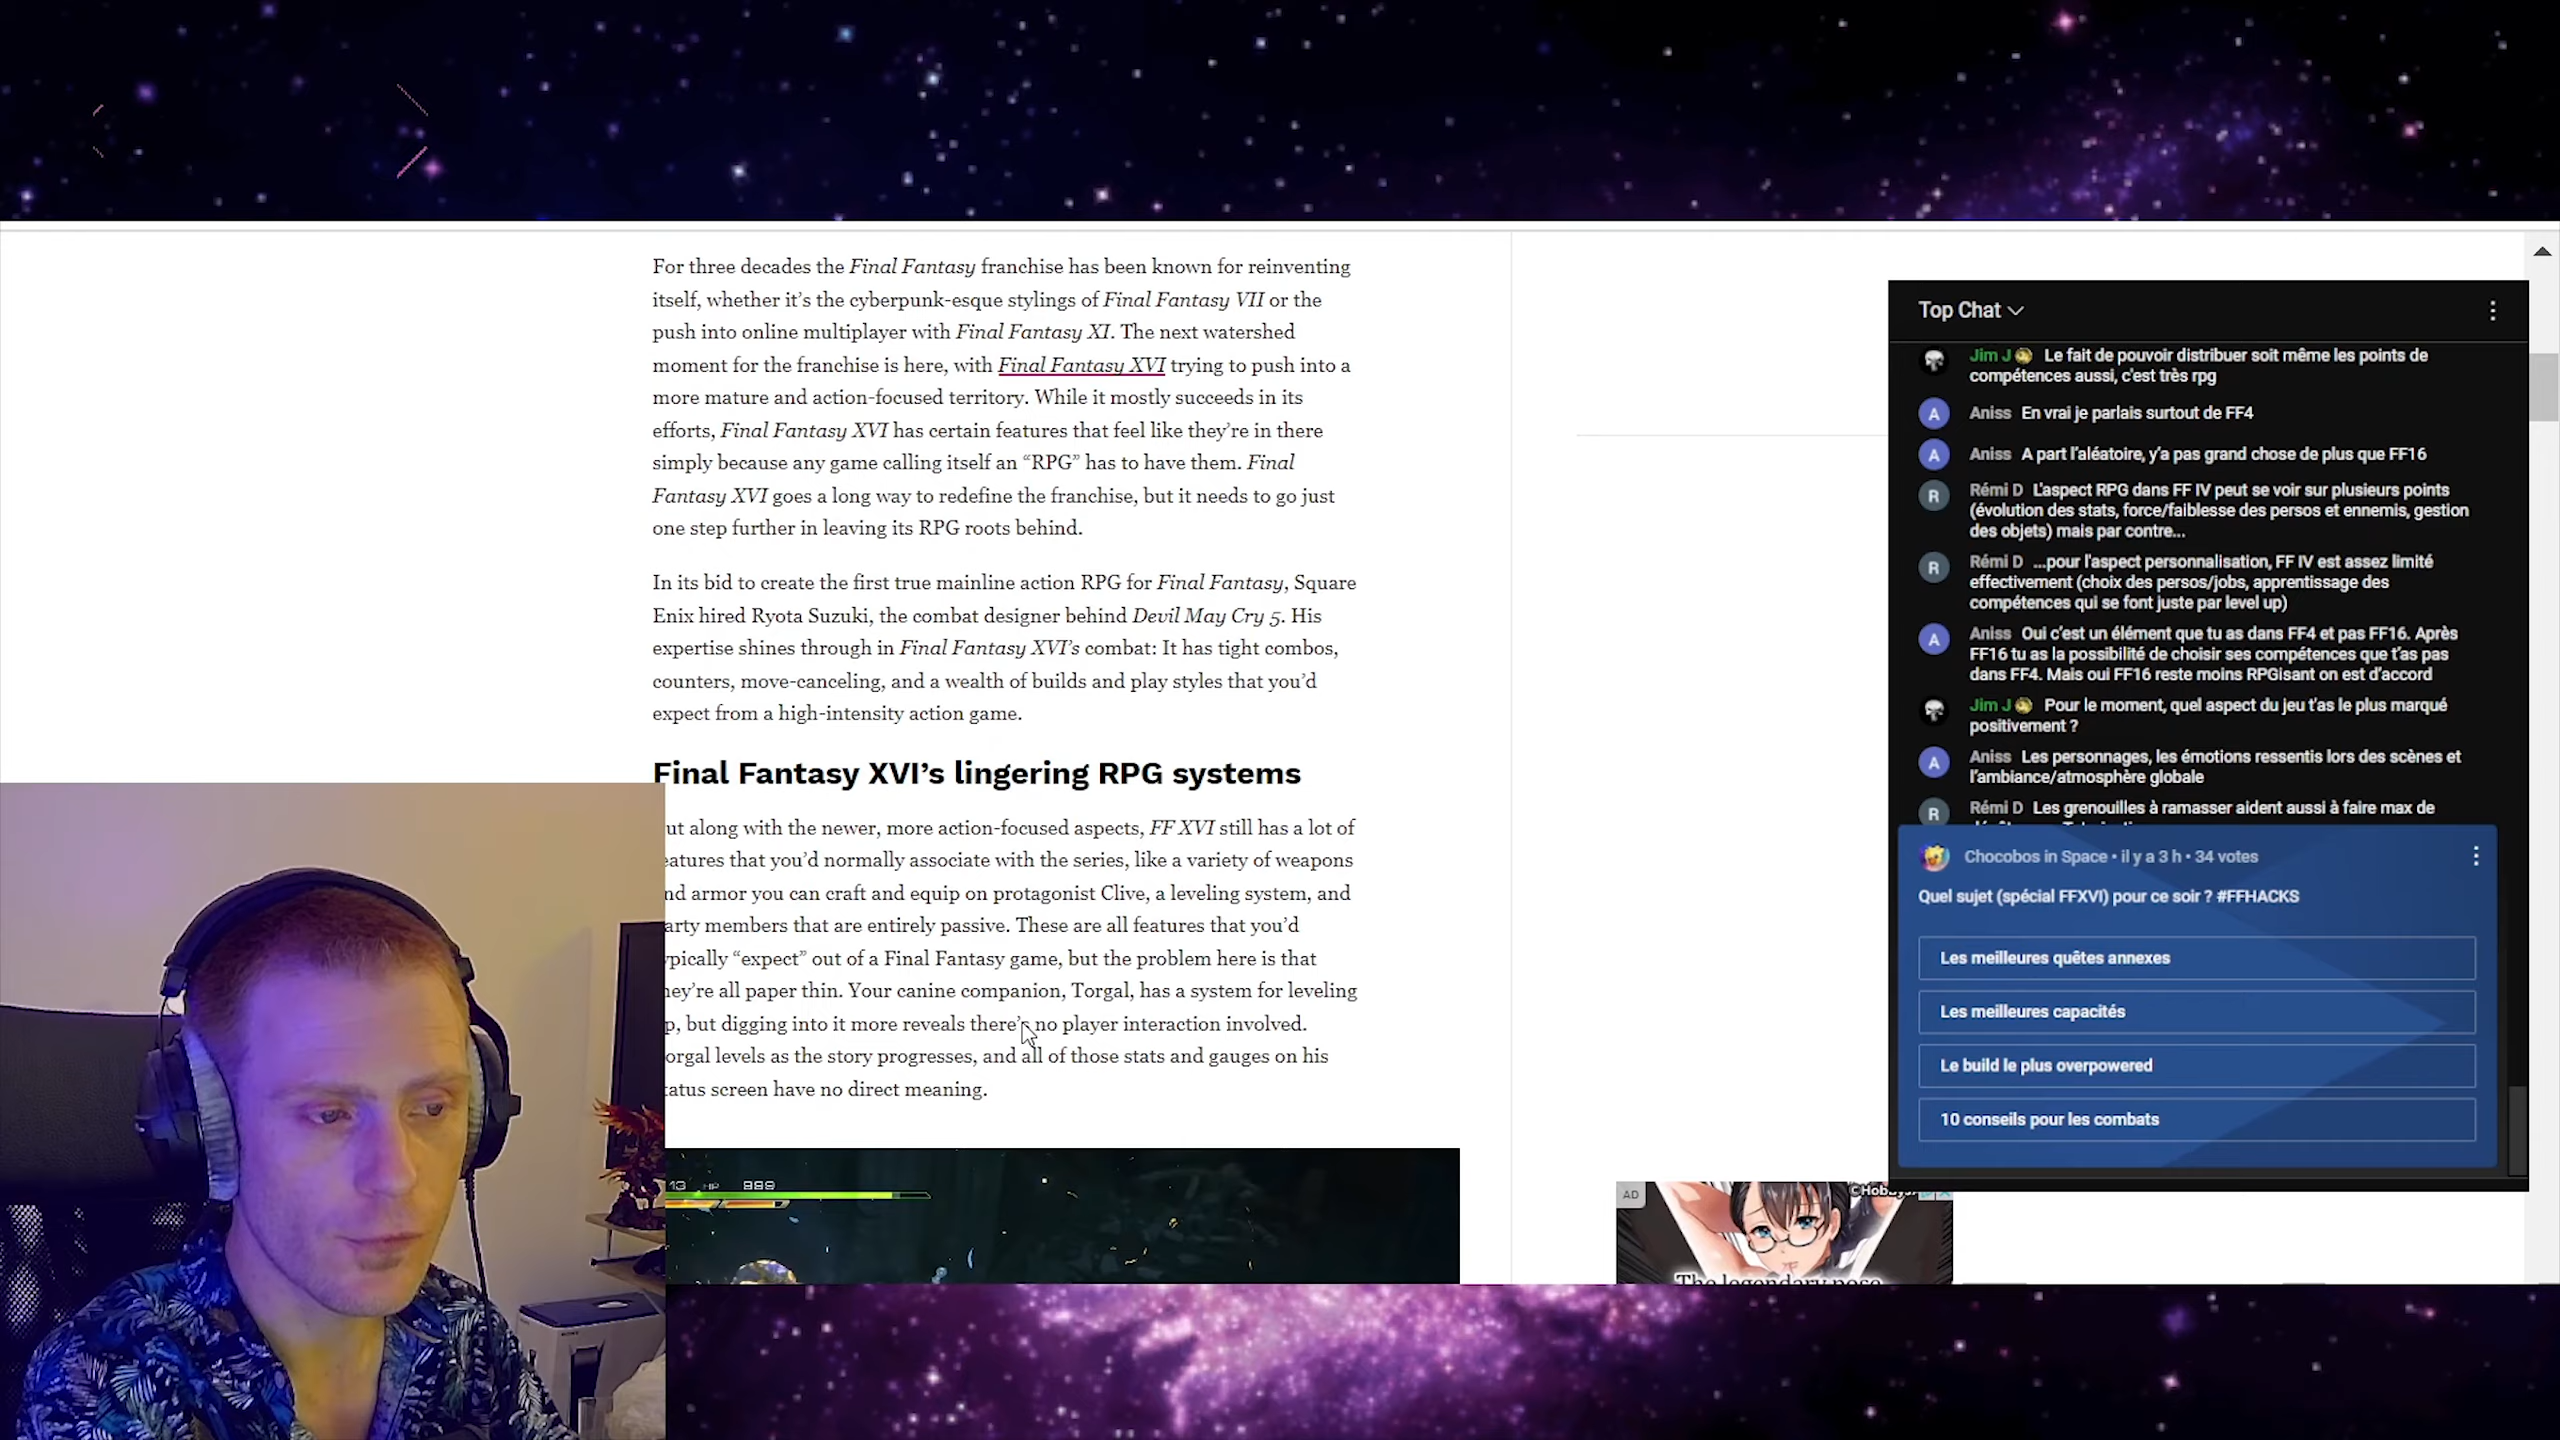 For three decades the Final Fantasy franchise has been known for reinventing
itself, whether it’s the cyberpunk-esque stylings of Final Fantasy VII or the
push into online multiplayer with Final Fantasy XI. The next watershed
moment for the franchise is here, with Final Fantasy XVI trying to push into a
more mature and action-focused territory. While it mostly succeeds in its
efforts, Final Fantasy XVI has certain features that feel like they’re in there
simply because any game calling itself an “RPG” has to have them. Final
Fantasy XVI goes a long way to redefine the franchise, but it needs to go just
one step further in leaving its RPG roots behind.
In its bid to create the first true mainline action RPG for Final Fantasy, Square
Enix hired Ryota Suzuki, the combat designer behind Devil May Cry 5. His
expertise shines through in Final Fantasy XVI’s combat: It has tight combos,
counters, move-canceling, and a wealth of builds and play styles that you’d
expect from a high-intensity action game.
Final Fantasy XVI’s lingering RPG systems
ut along with the newer, more action-focused aspects, FF XVI still has a lot of
eatures that you’d normally associate with the series, like a variety of weapons
nd armor you can craft and equip on protagonist Clive, a leveling system, and
arty members that are entirely passive. These are all features that you’d
ypically “expect” out of a Final Fantasy game, but the problem here is that
hey’re all paper thin. Your canine companion, Torgal, has a system for leveling
p, but digging into it more reveals there’s no player interaction involved.
orgal levels as the story progresses, and all of those stats and gauges on his
tatus screen have no direct meaning.
13 HP 999
Top Chat
Jim J Le fait de pouvoir distribuer soit même les points de
compétences aussi, c'est très rpg
A Aniss En vrai je parlais surtout de FF4
A Aniss A part l’aléatoire, y’a pas grand chose de plus que FF16
R Rémi D L'aspect RPG dans FF IV peut se voir sur plusieurs points
(évolution des stats, force/faiblesse des persos et ennemis, gestion
des objets) mais par contre...
R Rémi D ...pour l'aspect personnalisation, FF IV est assez limité
effectivement (choix des persos/jobs, apprentissage des
compétences qui se font juste par level up)
A Aniss Oui c’est un élément que tu as dans FF4 et pas FF16. Après
FF16 tu as la possibilité de choisir ses compétences que t’as pas
dans FF4. Mais oui FF16 reste moins RPGisant on est d’accord
Jim J Pour le moment, quel aspect du jeu t'as le plus marqué
positivement ?
A Aniss Les personnages, les émotions ressentis lors des scènes et
l’ambiance/atmosphère globale
R Rémi D Les grenouilles à ramasser aident aussi à faire max de
Chocobos in Space • il y a 3 h • 34 votes
Quel sujet (spécial FFXVI) pour ce soir ? #FFHACKS
Les meilleures quêtes annexes
Les meilleures capacités
Le build le plus overpowered
10 conseils pour les combats
AD
The legendary pose